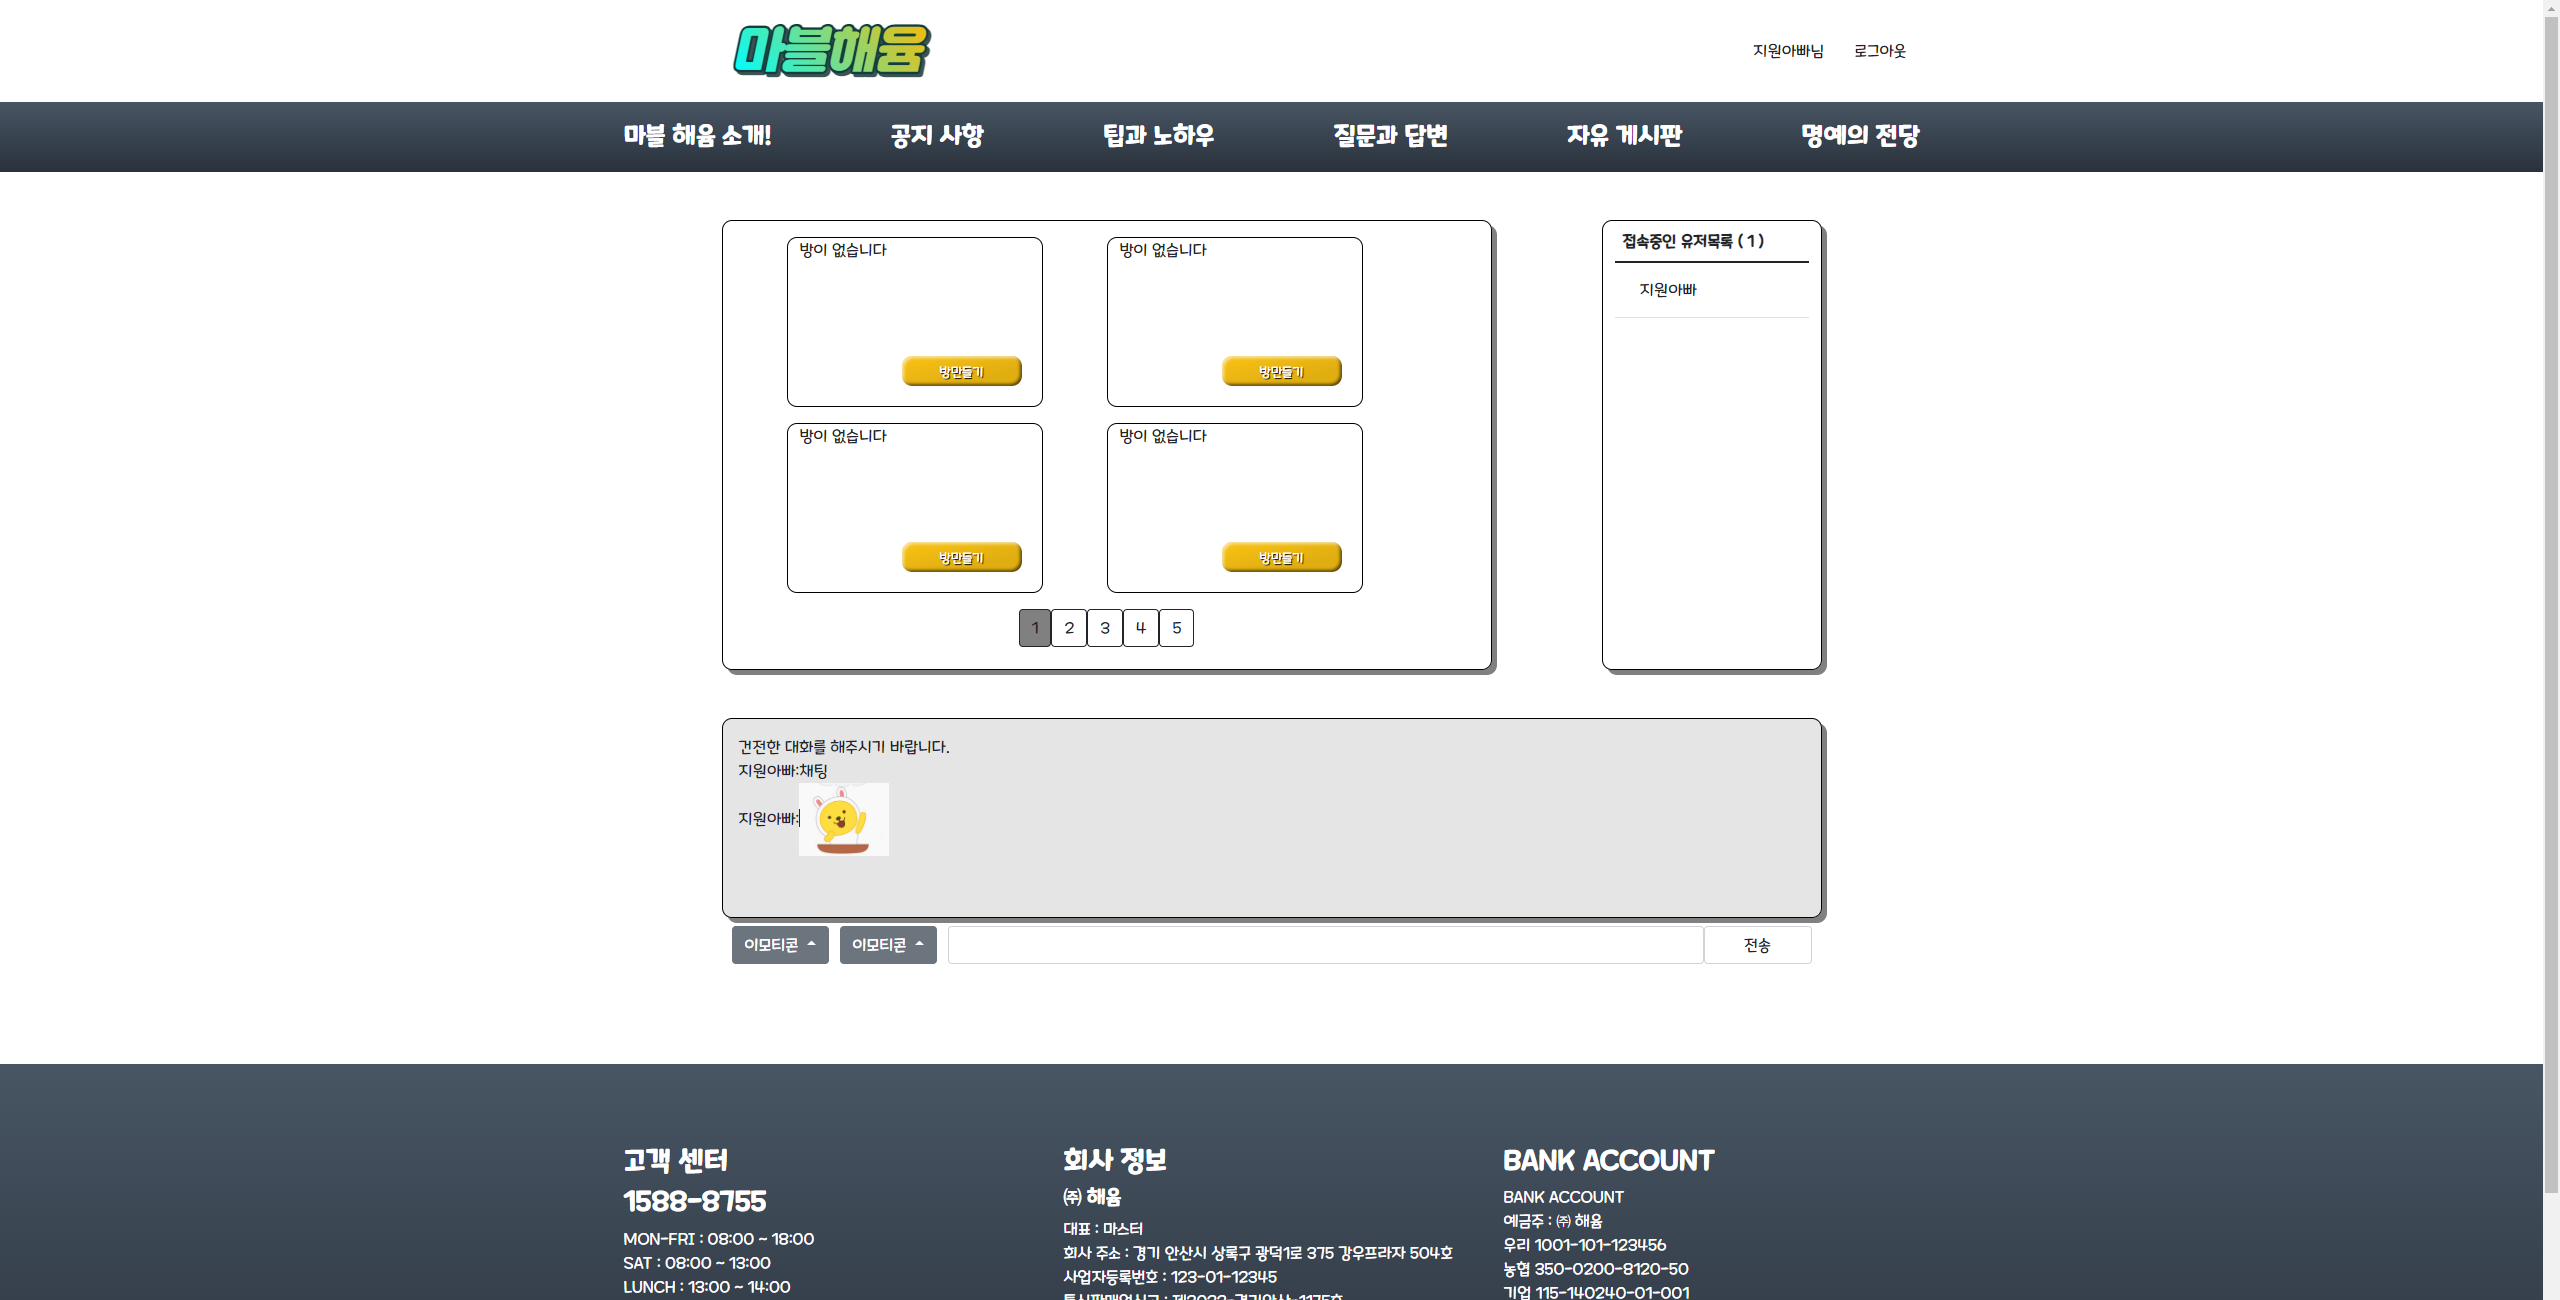 마블해윰
지원아빠님 로그아웃
마블 해윰 소개! 공지 사항 팁과 노하우 질문과 답변 자유 게시판 명예의 전당
방이 없습니다 방이 없습니다
방만들기 방만들기
방이 없습니다 방이 없습니다
방만들기 방만들기
1 2 3 4 5
접속중인 유저목록 ( 1 )
지원아빠
건전한 대화를 해주시기 바랍니다.
지원아빠:채팅
지원아빠:
이모티콘 이모티콘 전송
고객 센터
1588-8755
MON-FRI : 08:00 ~ 18:00
SAT : 08:00 ~ 13:00
LUNCH : 13:00 ~ 14:00
회사 정보
㈜ 해윰
대표 : 마스터
회사 주소 : 경기 안산시 상록구 광덕1로 375 강우프라자 504호
사업자등록번호 : 123-01-12345
BANK ACCOUNT
BANK ACCOUNT
예금주 : ㈜ 해윰
우리 1001-101-123456
농협 350-0200-8120-50
기업 115-140240-01-001